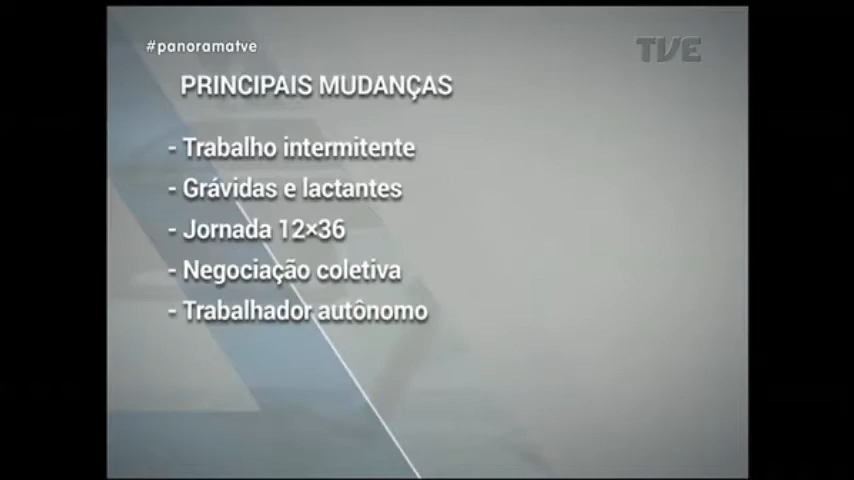 #panoramatve
TVE
PRINCIPAIS MUDANÇAS
- Trabalho intermitente
- Grávidas e lactantes
- Jornada 12×36
- Negociação coletiva
- Trabalhador autônomo